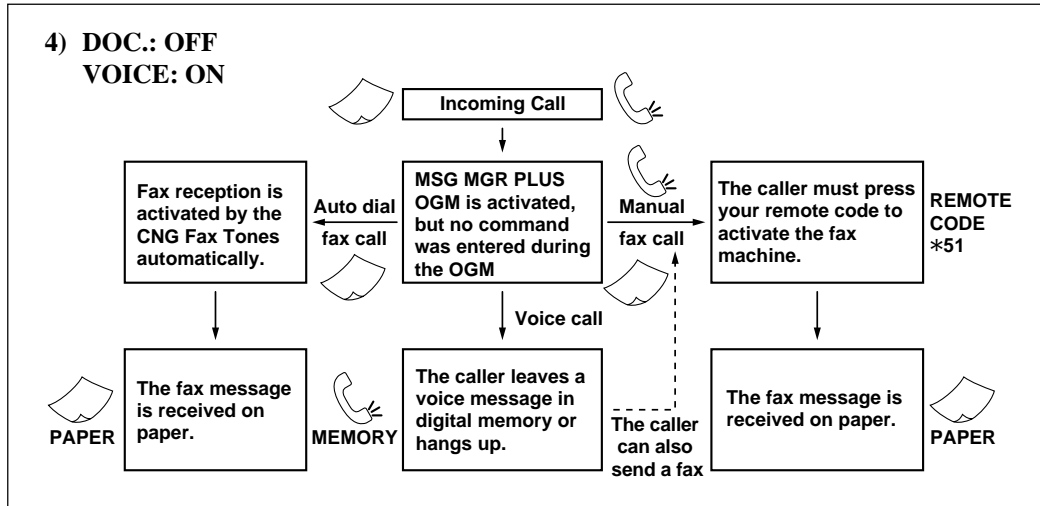 4) DOC.: OFF
VOICE: ON
Incoming Call
Fax reception is
activated by the
CNG Fax Tones
automatically.
Auto dial
fax call
MSG MGR PLUS
OGM is activated,
but no command
was entered during
the OGM
Manual
fax call
The caller must press
your remote code to
activate the fax
machine.
REMOTE
CODE
*51
Voice call
PAPER
The fax message
is received on
paper.
MEMORY
The caller leaves a
voice message in
digital memory or
hangs up.
The caller
can also
send a fax
The fax message is
received on paper.
PAPER